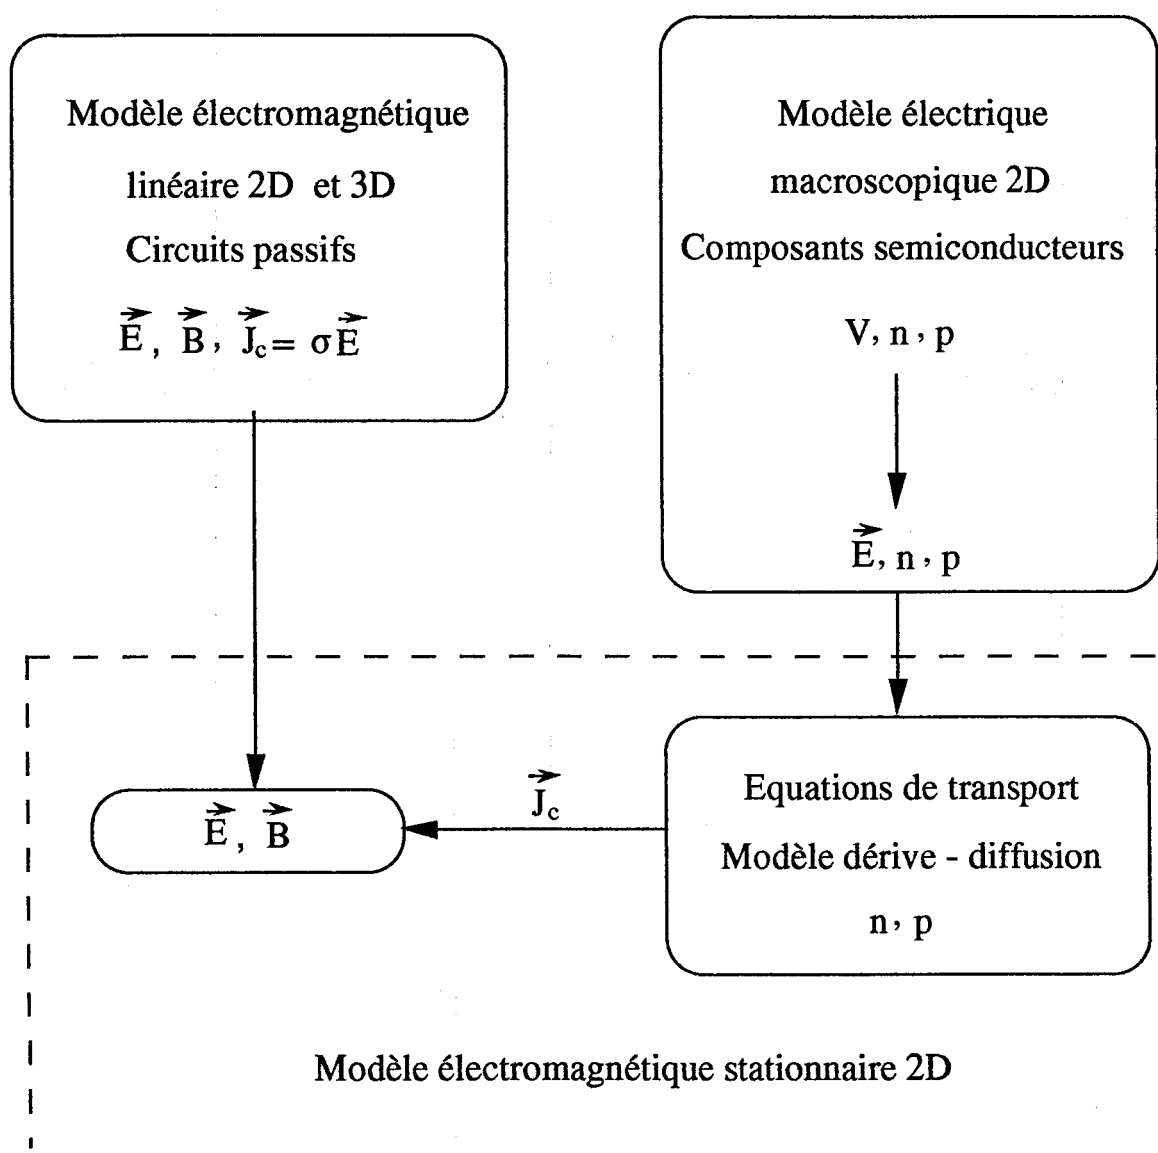 Modèle électromagnétique
linéaire 2D et 3D
Circuits passifs
E⃗, B⃗, J⃗c = σE⃗
Modèle électrique
macroscopique 2D
Composants semiconducteurs
V, n, p
E⃗, n, p
J⃗c
E⃗, B⃗
Equations de transport
Modèle dérive - diffusion
n, p
Modèle électromagnétique stationnaire 2D